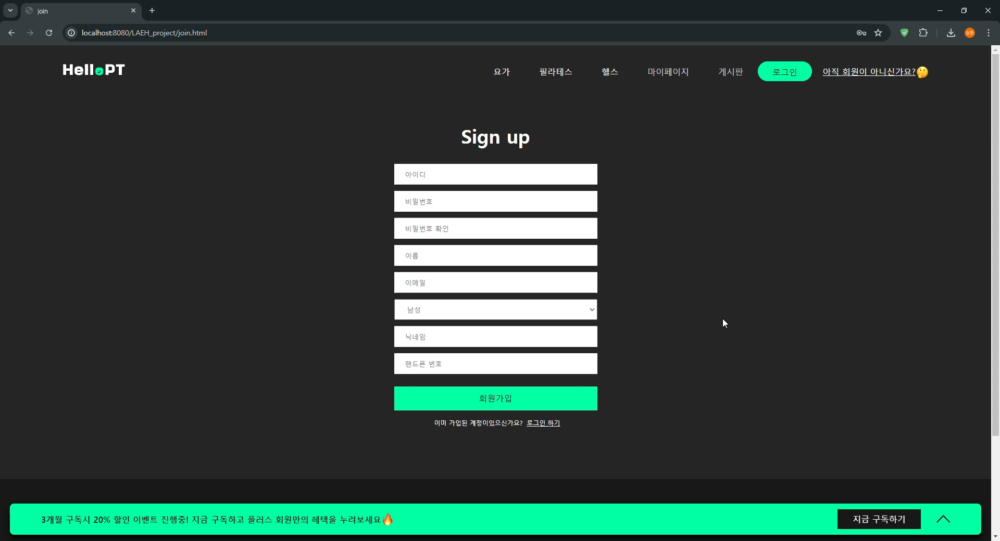 join
localhost:8080/LAEH_project/join.html
승환
HelloPT
요가 필라테스 헬스 마이페이지 게시판 로그인 아직 회원이 아니신가요?🤔
Sign up
아이디
비밀번호
비밀번호 확인
이름
이메일
남성
닉네임
핸드폰 번호
회원가입
이미 가입된 계정이있으신가요? 로그인 하기
3개월 구독시 20% 할인 이벤트 진행중! 지금 구독하고 플러스 회원만의 혜택을 누려보세요🔥 지금 구독하기